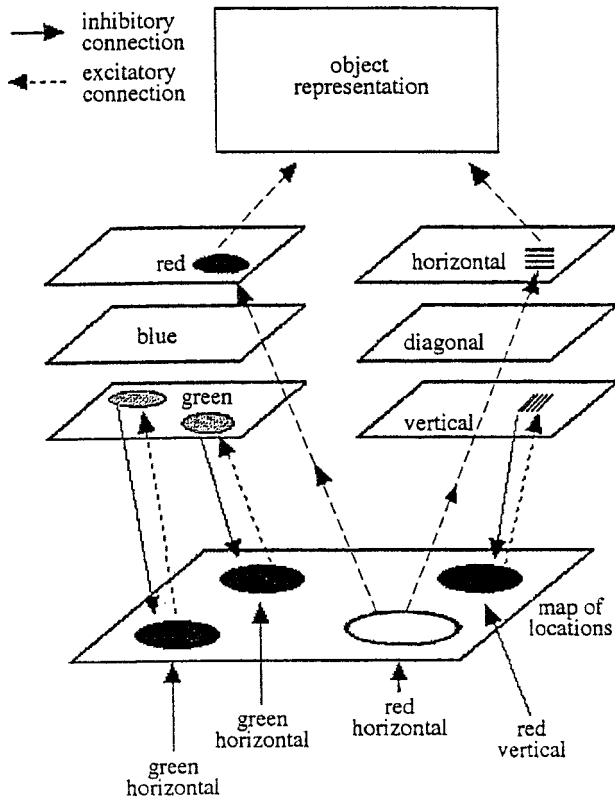 inhibitory
connection
excitatory
connection
object
representation
red
horizontal
blue
diagonal
green
vertical
map of
locations
green
horizontal
green
horizontal
red
horizontal
red
vertical